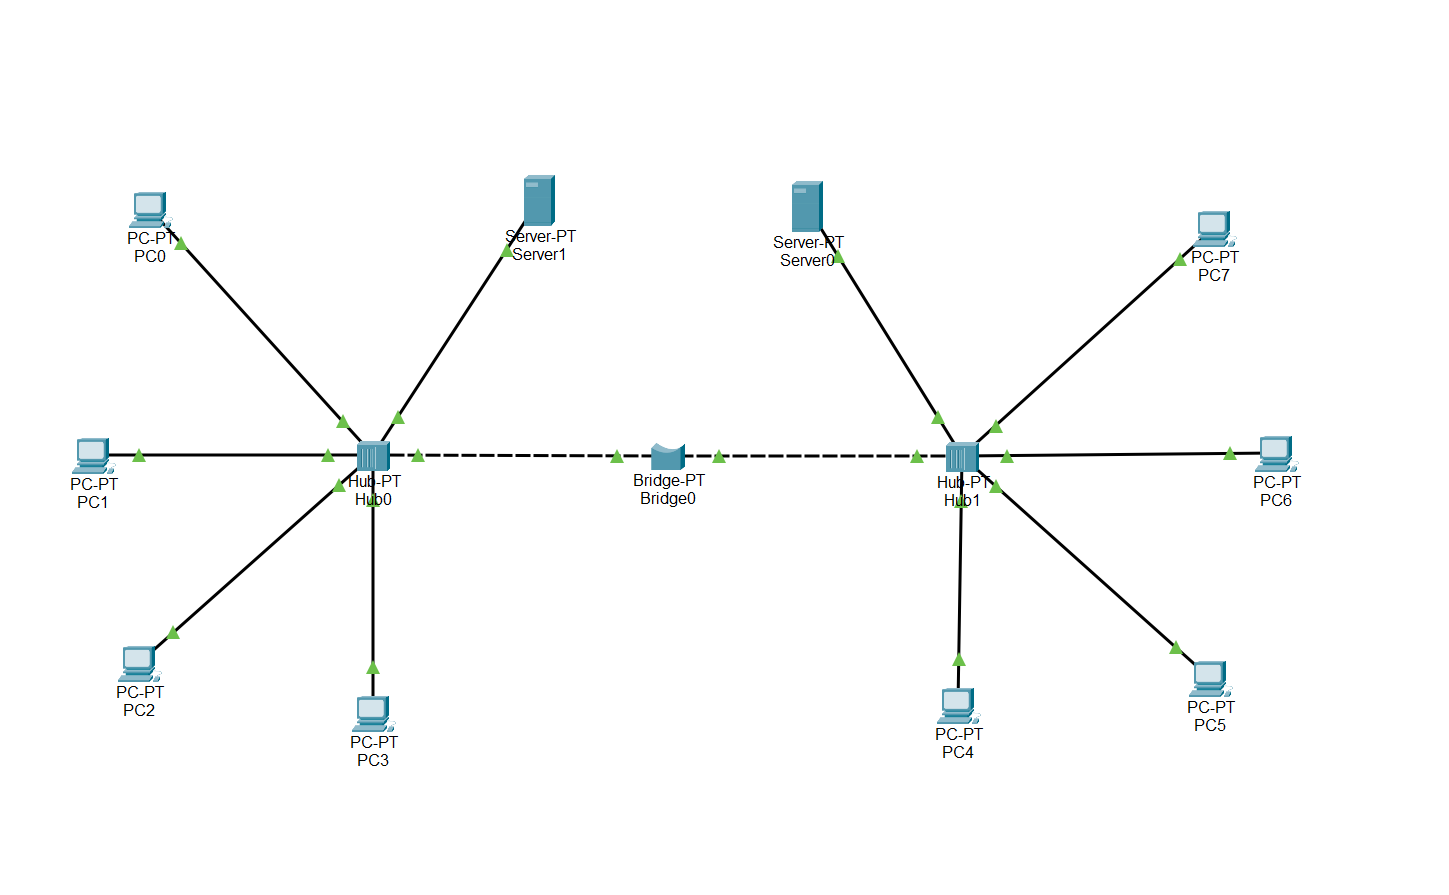 PC-PT
PC0
Server-PT
Server1
Server-PT
Server0
PC-PT
PC7
PC-PT
PC1
Hub-PT
Hub0
Bridge-PT
Bridge0
Hub-PT
Hub1
PC-PT
PC6
PC-PT
PC2
PC-PT
PC3
PC-PT
PC4
PC-PT
PC5